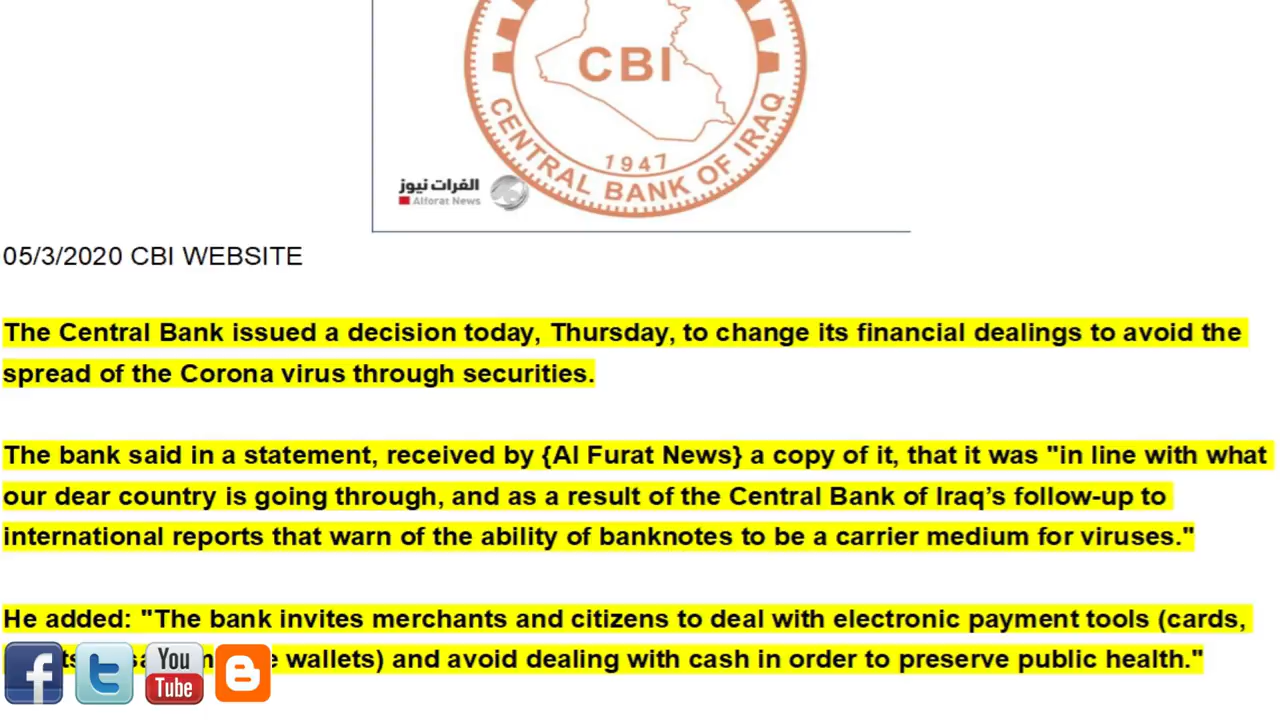 CBI
CENTRAL BANK OF IRAQ
1947
الفرات نيوز
Alforat News
05/3/2020 CBI WEBSITE
The Central Bank issued a decision today, Thursday, to change its financial dealings to avoid the
spread of the Corona virus through securities.
The bank said in a statement, received by {Al Furat News} a copy of it, that it was "in line with what
our dear country is going through, and as a result of the Central Bank of Iraq’s follow-up to
international reports that warn of the ability of banknotes to be a carrier medium for viruses."
He added: "The bank invites merchants and citizens to deal with electronic payment tools (cards,
wallets) and avoid dealing with cash in order to preserve public health."
You
Tube